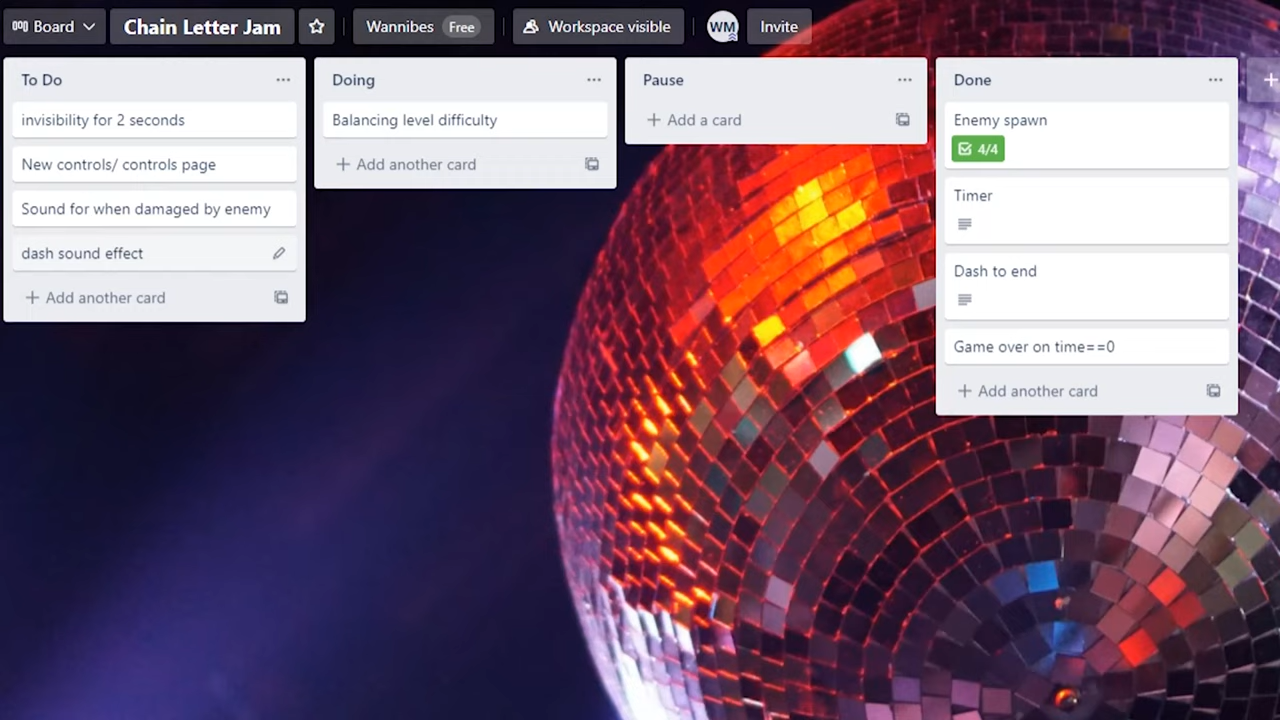 Board
Chain Letter Jam
Wannibes Free
Workspace visible
WM
Invite
To Do
invisibility for 2 seconds
New controls/ controls page
Sound for when damaged by enemy
dash sound effect
+ Add another card
Doing
Balancing level difficulty
+ Add another card
Pause
+ Add a card
Done
Enemy spawn
4/4
Timer
Dash to end
Game over on time==0
+ Add another card